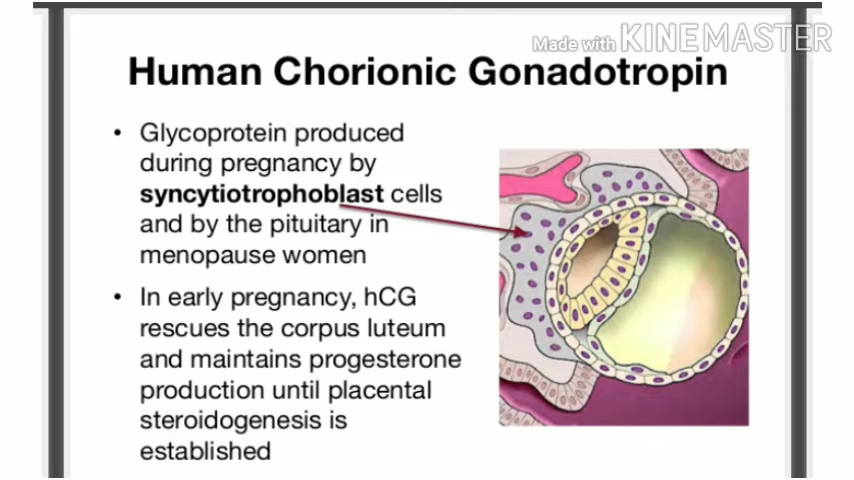 Made with KINEMASTER
Human Chorionic Gonadotropin
• Glycoprotein produced
during pregnancy by
syncytiotrophoblast cells
and by the pituitary in
menopause women
• In early pregnancy, hCG
rescues the corpus luteum
and maintains progesterone
production until placental
steroidogenesis is
established